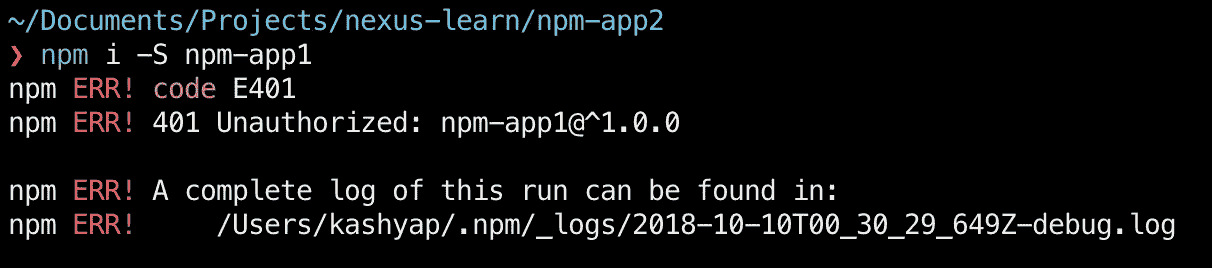 ~/Documents/Projects/nexus-learn/npm-app2
❯ npm i -S npm-app1
npm ERR! code E401
npm ERR! 401 Unauthorized: npm-app1@^1.0.0
npm ERR! A complete log of this run can be found in:
npm ERR!     /Users/kashyap/.npm/_logs/2018-10-10T00_30_29_649Z-debug.log